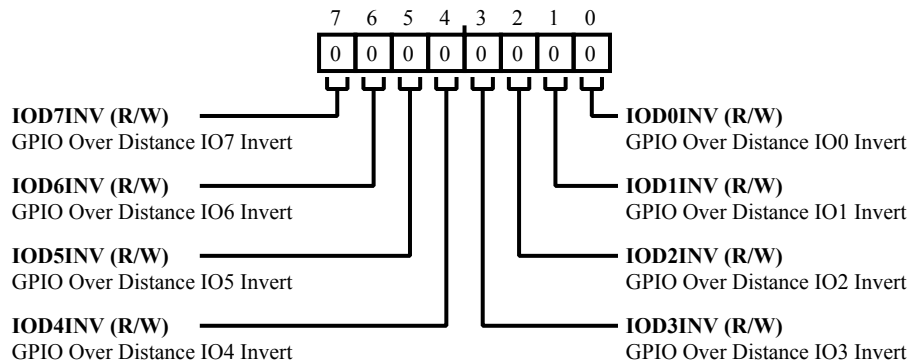 7 6 5 4 3 2 1 0
0 0 0 0 0 0 0 0
IOD7INV (R/W)
GPIO Over Distance IO7 Invert
IOD6INV (R/W)
GPIO Over Distance IO6 Invert
IOD5INV (R/W)
GPIO Over Distance IO5 Invert
IOD4INV (R/W)
GPIO Over Distance IO4 Invert
IOD0INV (R/W)
GPIO Over Distance IO0 Invert
IOD1INV (R/W)
GPIO Over Distance IO1 Invert
IOD2INV (R/W)
GPIO Over Distance IO2 Invert
IOD3INV (R/W)
GPIO Over Distance IO3 Invert